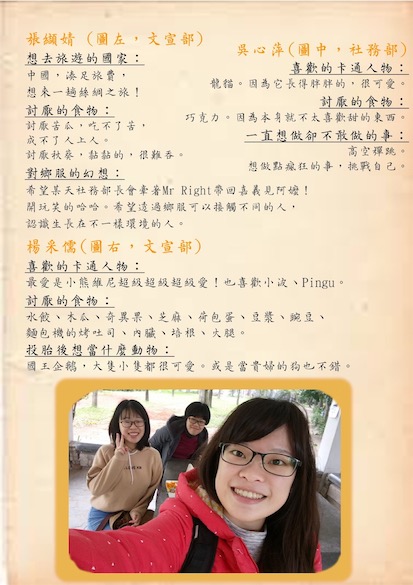 張纈婧 (圖左,文宣部)
想去旅遊的國家:
中國,湊足旅費,
想來一趟絲綢之旅!
討厭的食物:
討厭苦瓜,吃不了苦,
成不了人上人。
討厭秋葵,黏黏的,很難吞。
對鄉服的幻想:
希望某天社務部長會牽著Mr Right帶回嘉義見阿嬤!
開玩笑的哈哈。希望透過鄉服可以接觸不同的人,
認識生長在不一樣環境的人。
吳心萍(圖中,社務部)
喜歡的卡通人物:
龍貓。因為它長得胖胖的,很可愛。
討厭的食物:
巧克力。因為本身就不太喜歡甜的東西。
一直想做卻不敢做的事:
高空彈跳。
想做點瘋狂的事,挑戰自己。
楊采儒(圖右,文宣部)
喜歡的卡通人物:
最愛是小熊維尼超級超級超級愛!也喜歡小波、Pingu。
討厭的食物:
水餃、木瓜、奇異果、芝麻、荷包蛋、豆漿、豌豆、
麵包機的烤吐司、內臟、培根、火腿。
投胎後想當什麼動物:
國王企鵝,大隻小隻都很可愛。或是當貴婦的狗也不錯。